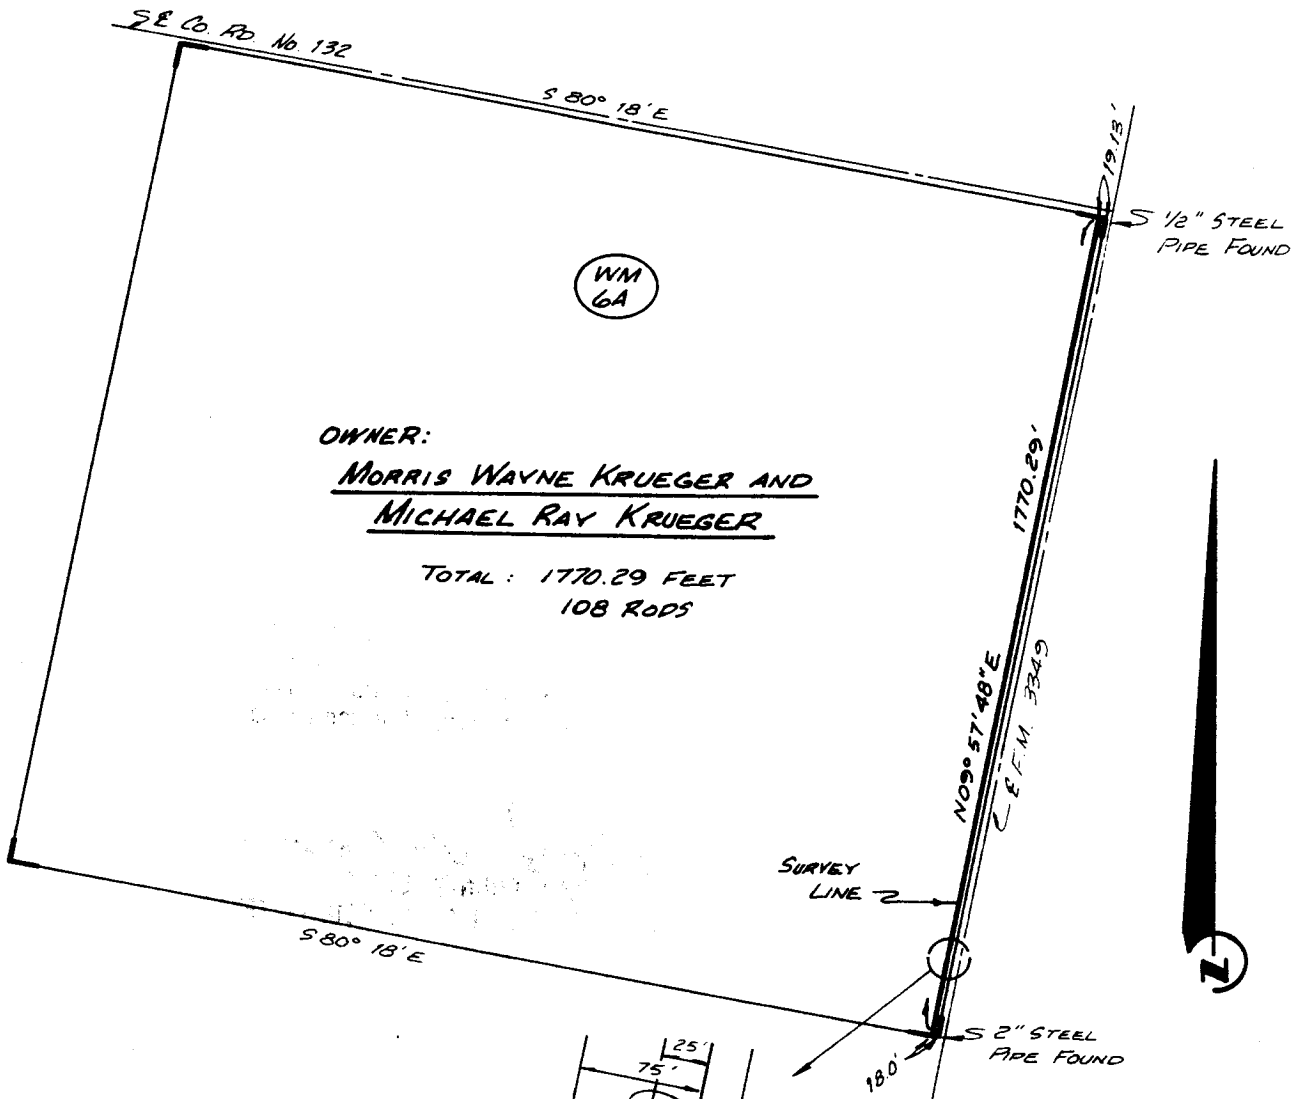 ℄ Co. Rd. No. 132
S 80° 18' E
19.13'
1/2" STEEL
PIPE FOUND
WM
6A
OWNER:
MORRIS WAYNE KRUEGER AND
MICHAEL RAY KRUEGER
TOTAL: 1770.29 FEET
108 RODS
1770.29'
N09° 57' 48" E
℄ F.M. 3349
SURVEY
LINE
S 80° 18' E
2" STEEL
PIPE FOUND
18.0'
25'
75'
N